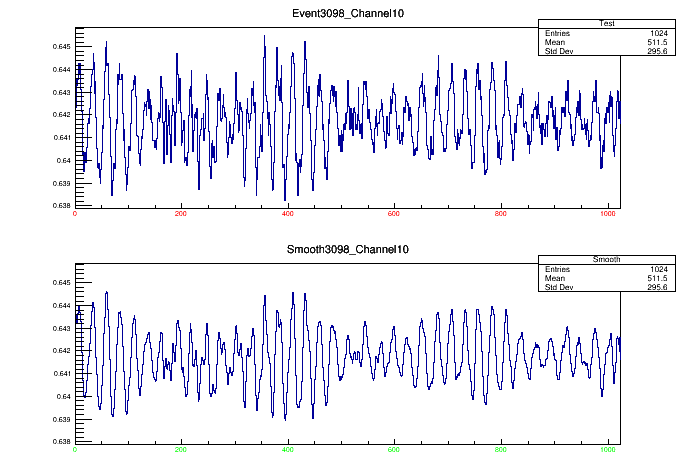 Event3098_Channel10
Test
Entries 1024
Mean 511.5
Std Dev 295.6
0.645
0.644
0.643
0.642
0.641
0.64
0.639
0.638
0 200 400 600 800 1000
Smooth3098_Channel10
Smooth
Entries 1024
Mean 511.5
Std Dev 295.6
0.645
0.644
0.643
0.642
0.641
0.64
0.639
0.638
0 200 400 600 800 1000